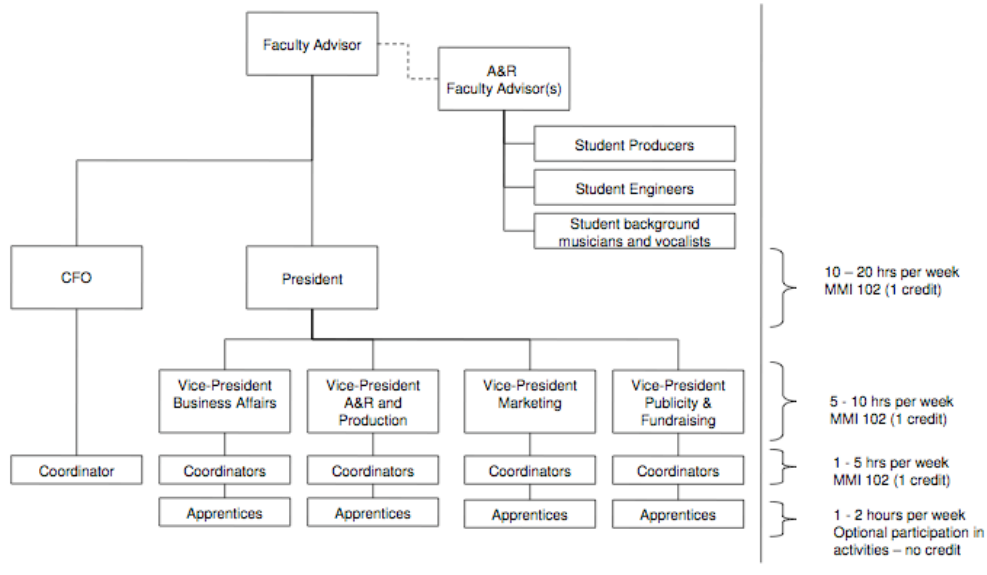 Faculty Advisor
A&R
Faculty Advisor(s)
Student Producers
Student Engineers
Student background
musicians and vocalists
CFO
President
10 – 20 hrs per week
MMI 102 (1 credit)
Vice-President
Business Affairs
Vice-President
A&R and
Production
Vice-President
Marketing
Vice-President
Publicity &
Fundraising
5 - 10 hrs per week
MMI 102 (1 credit)
Coordinator
Coordinators
Coordinators
Coordinators
Coordinators
1 - 5 hrs per week
MMI 102 (1 credit)
Apprentices
Apprentices
Apprentices
Apprentices
1 - 2 hours per week
Optional participation in
activities – no credit